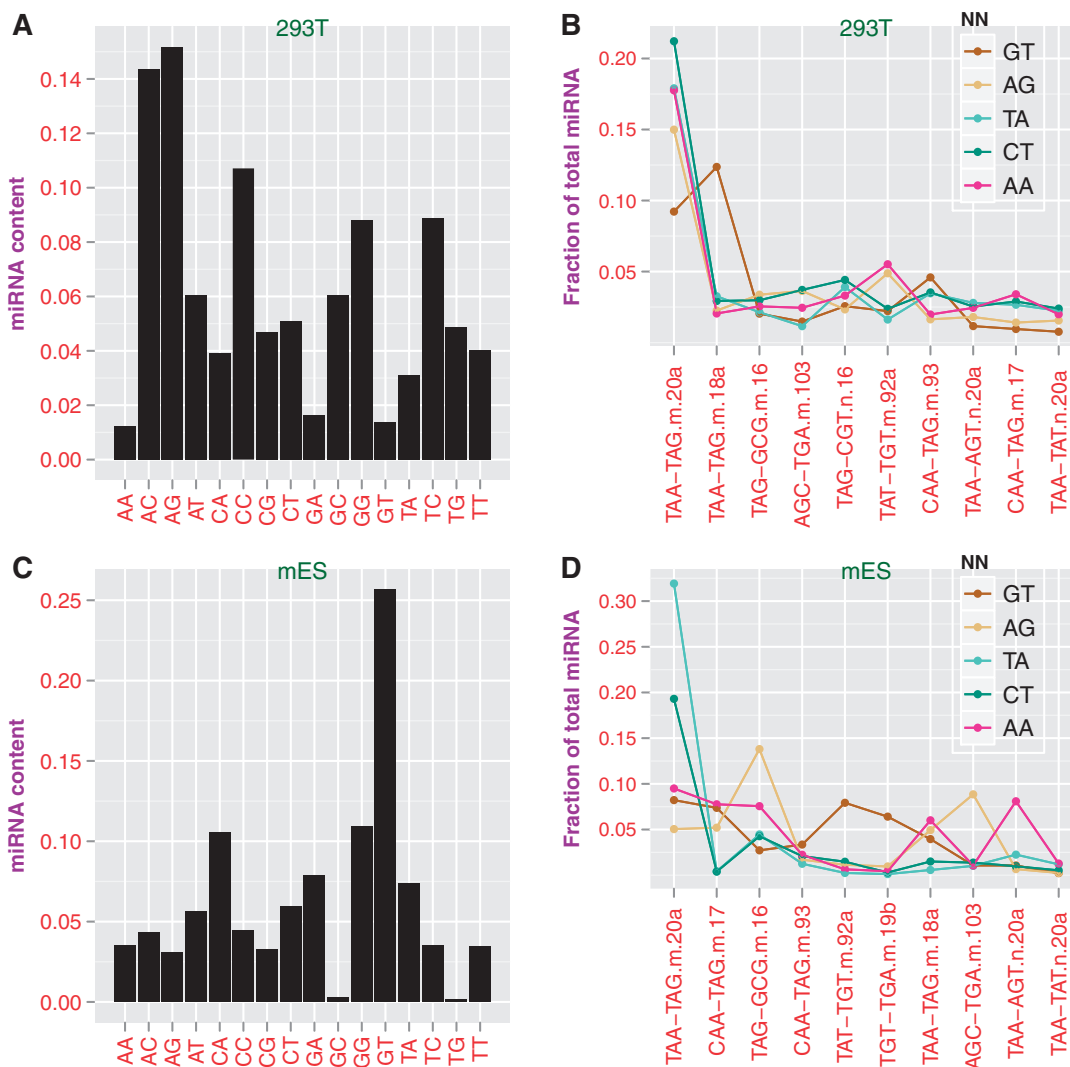 A
293T
miRNA content
0.14
0.12
0.10
0.08
0.06
0.04
0.02
0.00
AA
AC
AG
AT
CA
CC
CG
CT
GA
GC
GG
GT
TA
TC
TG
TT
B
293T
NN
GT
AG
TA
CT
AA
Fraction of total miRNA
0.20
0.15
0.10
0.05
TAA−TAG.m.20a
TAA−TAG.m.18a
TAG−GCG.m.16
AGC−TGA.m.103
TAG−CGT.n.16
TAT−TGT.m.92a
CAA−TAG.m.93
TAA−AGT.n.20a
CAA−TAG.m.17
TAA−TAT.n.20a
C
mES
miRNA content
0.25
0.20
0.15
0.10
0.05
0.00
AA
AC
AG
AT
CA
CC
CG
CT
GA
GC
GG
GT
TA
TC
TG
TT
D
mES
NN
GT
AG
TA
CT
AA
Fraction of total miRNA
0.30
0.25
0.20
0.15
0.10
0.05
TAA−TAG.m.20a
CAA−TAG.m.17
TAG−GCG.m.16
CAA−TAG.m.93
TAT−TGT.m.92a
TGT−TGA.m.19b
TAA−TAG.m.18a
AGC−TGA.m.103
TAA−AGT.n.20a
TAA−TAT.n.20a